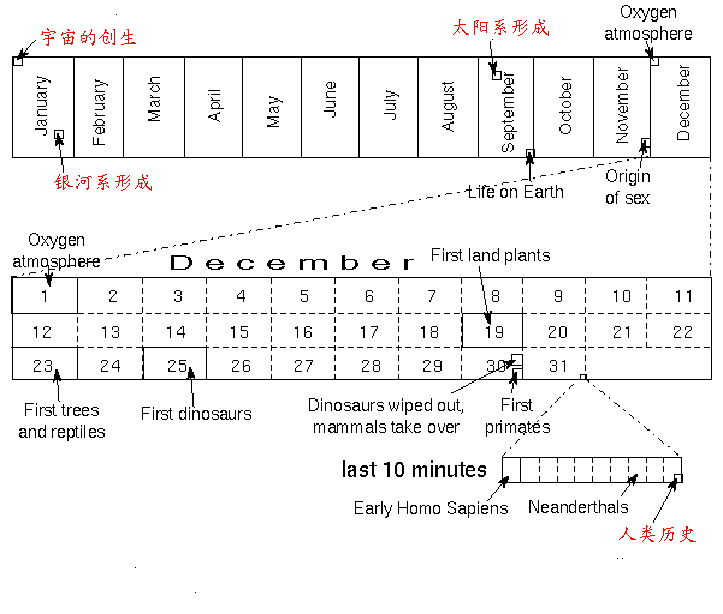 宇宙的创生
太阳系形成
Oxygen
atmosphere
January
February
March
April
May
June
July
August
September
October
November
December
银河系形成
Life on Earth
Origin
of sex
Oxygen
atmosphere
December
First land plants
1 2 3 4 5 6 7 8 9 10 11
12 13 14 15 16 17 18 19 20 21 22
23 24 25 26 27 28 29 30 31
First trees
and reptiles
First dinosaurs
Dinosaurs wiped out,
mammals take over
First
primates
last 10 minutes
Early Homo Sapiens
Neanderthals
人类历史